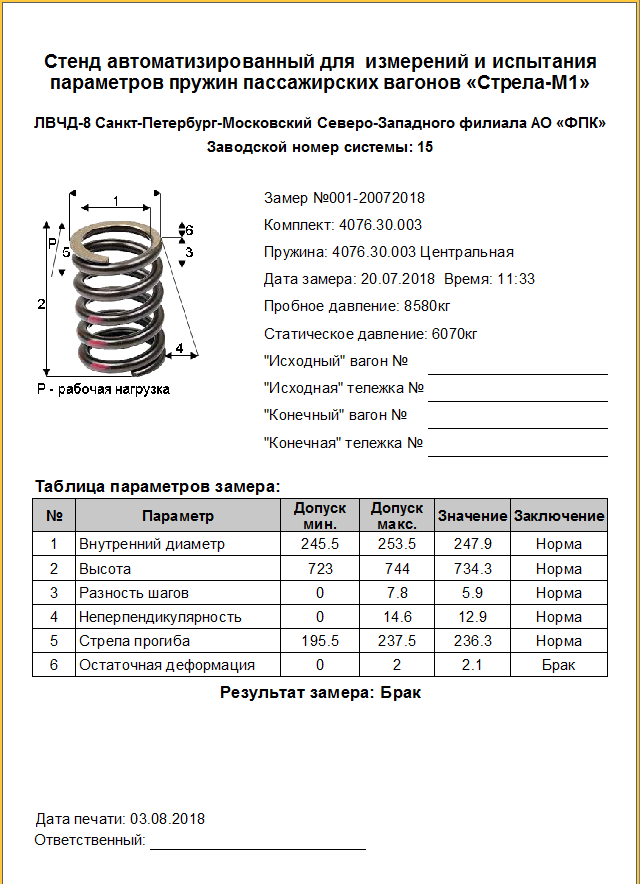 Стенд автоматизированный для измерений и испытания
параметров пружин пассажирских вагонов «Стрела-М1»
ЛВЧД-8 Санкт-Петербург-Московский Северо-Западного филиала АО «ФПК»
Заводской номер системы: 15
1
P
5
6
3
2
4
P - рабочая нагрузка
Замер №001-20072018
Комплект: 4076.30.003
Пружина: 4076.30.003 Центральная
Дата замера: 20.07.2018 Время: 11:33
Пробное давление: 8580кг
Статическое давление: 6070кг
"Исходный" вагон №
"Исходная" тележка №
"Конечный" вагон №
"Конечная" тележка №
Таблица параметров замера:
№ Параметр Допуск мин. Допуск макс. Значение Заключение
1 Внутренний диаметр 245.5 253.5 247.9 Норма
2 Высота 723 744 734.3 Норма
3 Разность шагов 0 7.8 5.9 Норма
4 Неперпендикулярность 0 14.6 12.9 Норма
5 Стрела прогиба 195.5 237.5 236.3 Норма
6 Остаточная деформация 0 2 2.1 Брак
Результат замера: Брак
Дата печати: 03.08.2018
Ответственный: